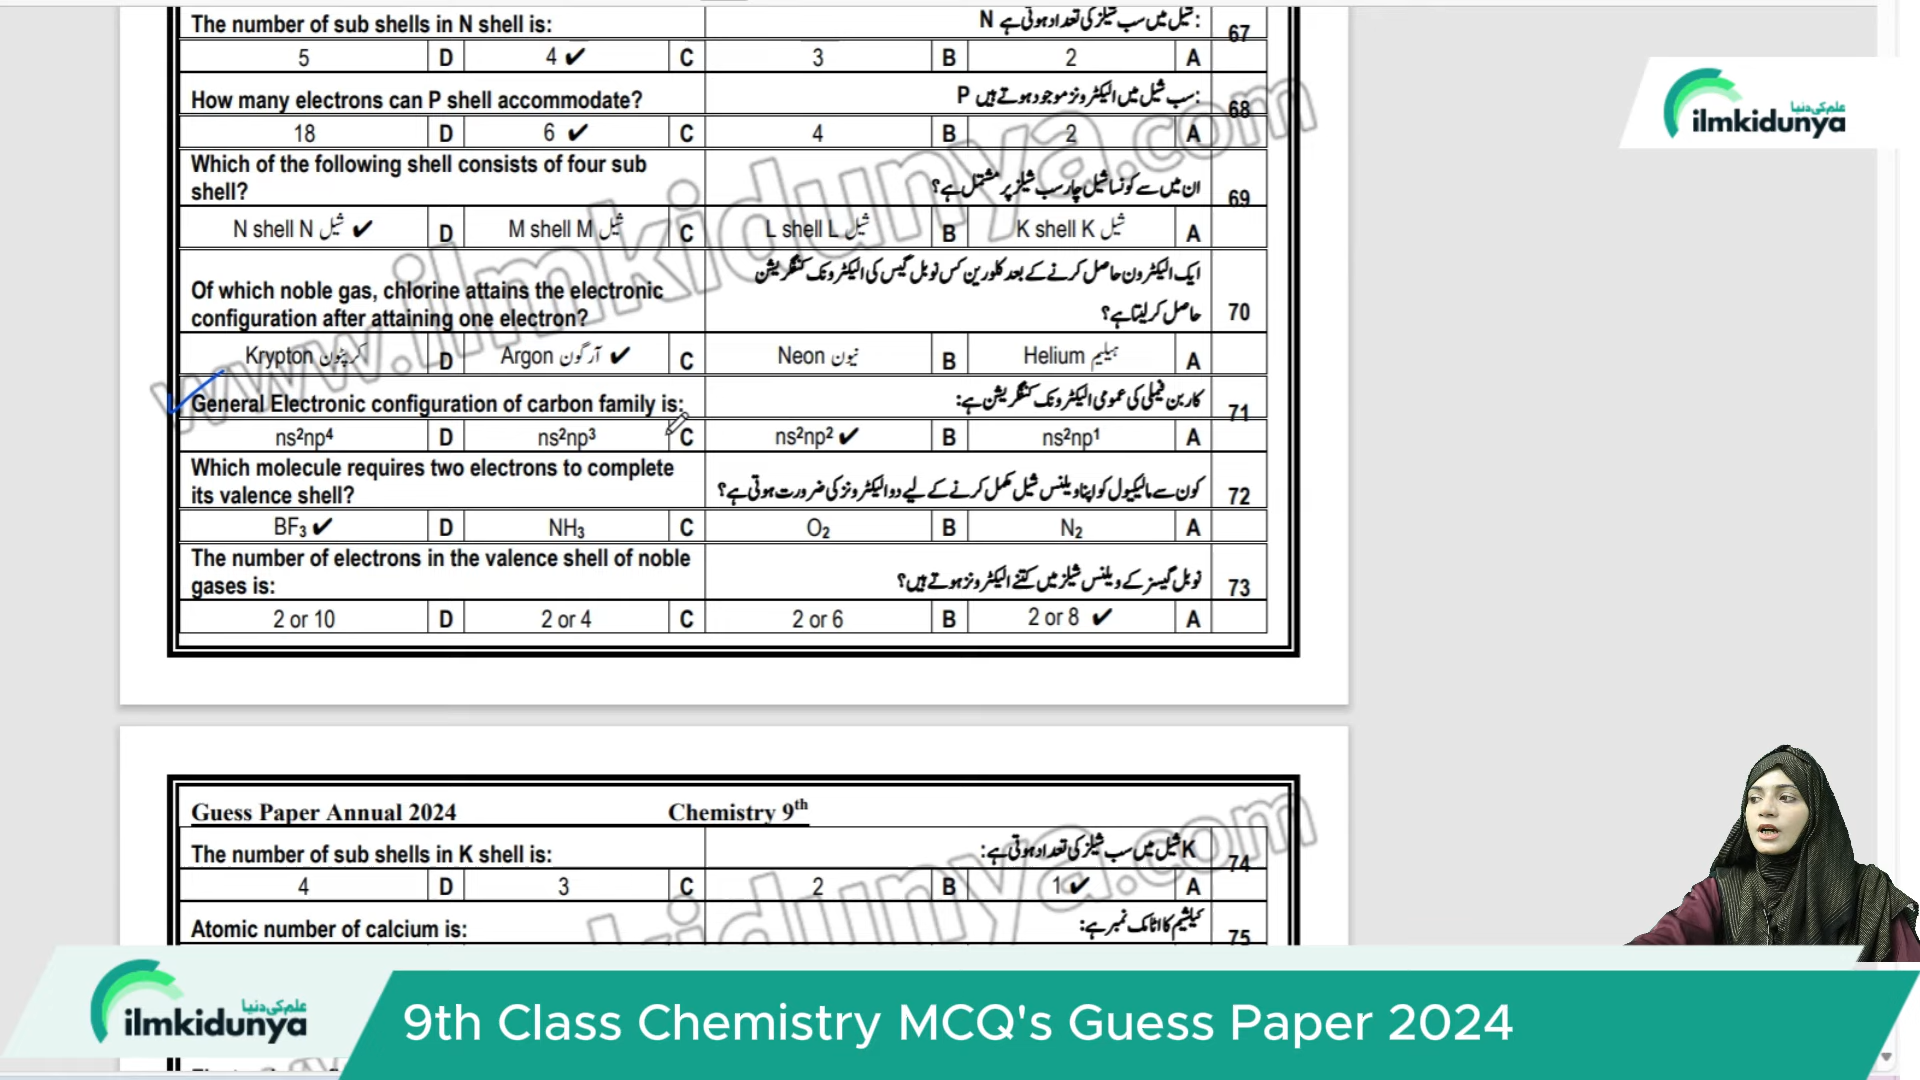 The number of sub shells in N shell is:
N شیل میں سب شیلز کی تعداد ہوتی ہے:
67
5 D 4 ✔ C 3 B 2 A
How many electrons can P shell accommodate?
P سب شیل میں الیکٹرونز موجود ہوتے ہیں:
68
18 D 6 ✔ C 4 B 2 A
Which of the following shell consists of four sub
shell?
ان میں سے کونسا شیل چار سب شیلز پر مشتمل ہے؟
69
N shell N شیل ✔ D M shell M شیل C L shell L شیل B K shell K شیل A
ایک الیکٹرون حاصل کرنے کے بعد کلورین کس نوبل گیس کی الیکٹرونک کنفگریشن
حاصل کرلیتا ہے؟
Of which noble gas, chlorine attains the electronic
configuration after attaining one electron?
70
Krypton کرپٹون D Argon آرگون ✔ C Neon نیون B Helium ہیلیم A
General Electronic configuration of carbon family is:
کاربن فیملی کی عمومی الیکٹرونک کنفگریشن ہے:
71
ns²np⁴ D ns²np³ C ns²np² ✔ B ns²np¹ A
Which molecule requires two electrons to complete
its valence shell?
کون سے مالیکیول کو اپنا ویلنس شیل مکمل کرنے کے لیے دو الیکٹرونز کی ضرورت ہوتی ہے؟
72
BF₃ ✔ D NH₃ C O₂ B N₂ A
The number of electrons in the valence shell of noble
gases is:
نوبل گیسز کے ویلنس شیلز میں کتنے الیکٹرونز ہوتے ہیں؟
73
2 or 10 D 2 or 4 C 2 or 6 B 2 or 8 ✔ A
Guess Paper Annual 2024 Chemistry 9th
The number of sub shells in K shell is:
K شیل میں سب شیلز کی تعداد ہوتی ہے:
74
4 D 3 C 2 B 1 ✔ A
Atomic number of calcium is:
کیلشیم کا اٹامک نمبر ہے:
75
www.ilmkidunya.com
kidunya.com
علم کی دنیا
ilmkidunya
علم کی دنیا
ilmkidunya
9th Class Chemistry MCQ's Guess Paper 2024